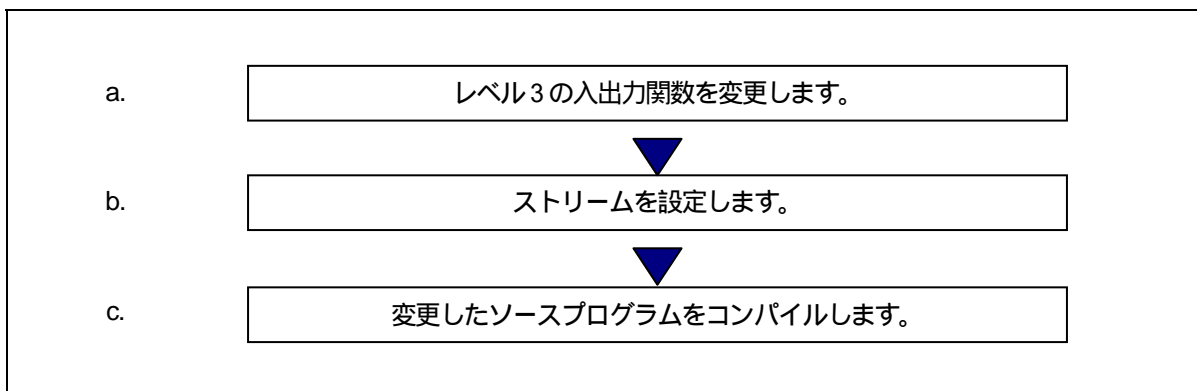 a. レベル 3 の入出力関数を変更します。
b. ストリームを設定します。
c. 変更したソースプログラムをコンパイルします。